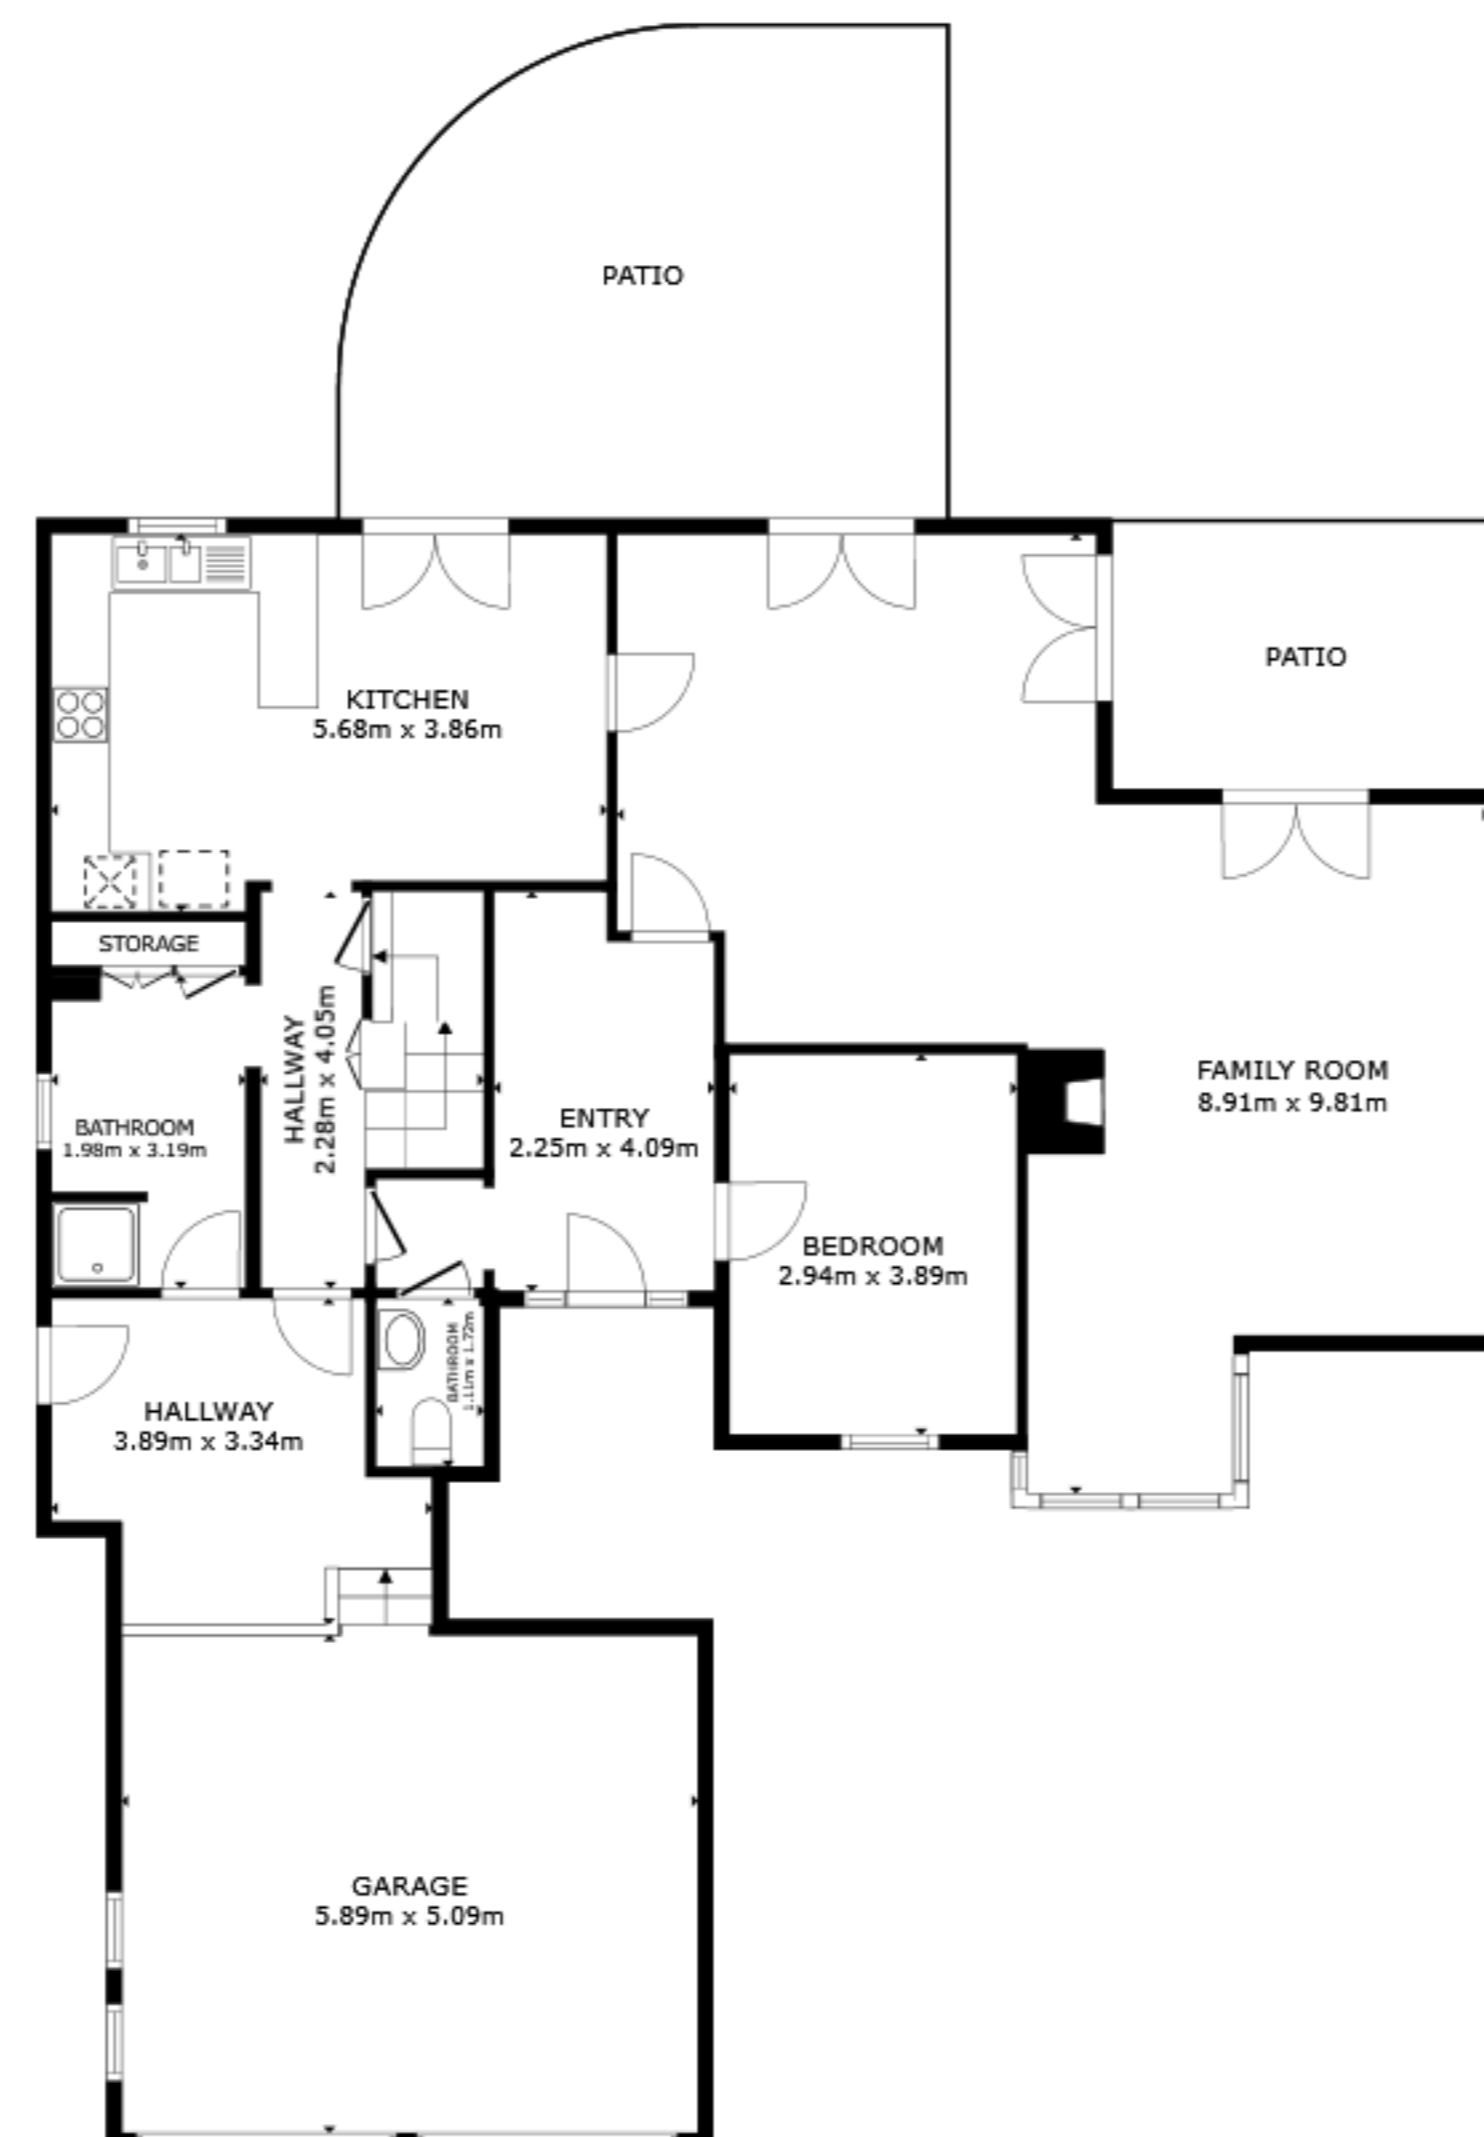 PATIO
PATIO
KITCHEN
5.68m x 3.86m
STORAGE
HALLWAY
2.28m x 4.05m
BATHROOM
1.98m x 3.19m
ENTRY
2.25m x 4.09m
FAMILY ROOM
8.91m x 9.81m
BEDROOM
2.94m x 3.89m
BATHROOM
1.11m x 1.72m
HALLWAY
3.89m x 3.34m
GARAGE
5.89m x 5.09m